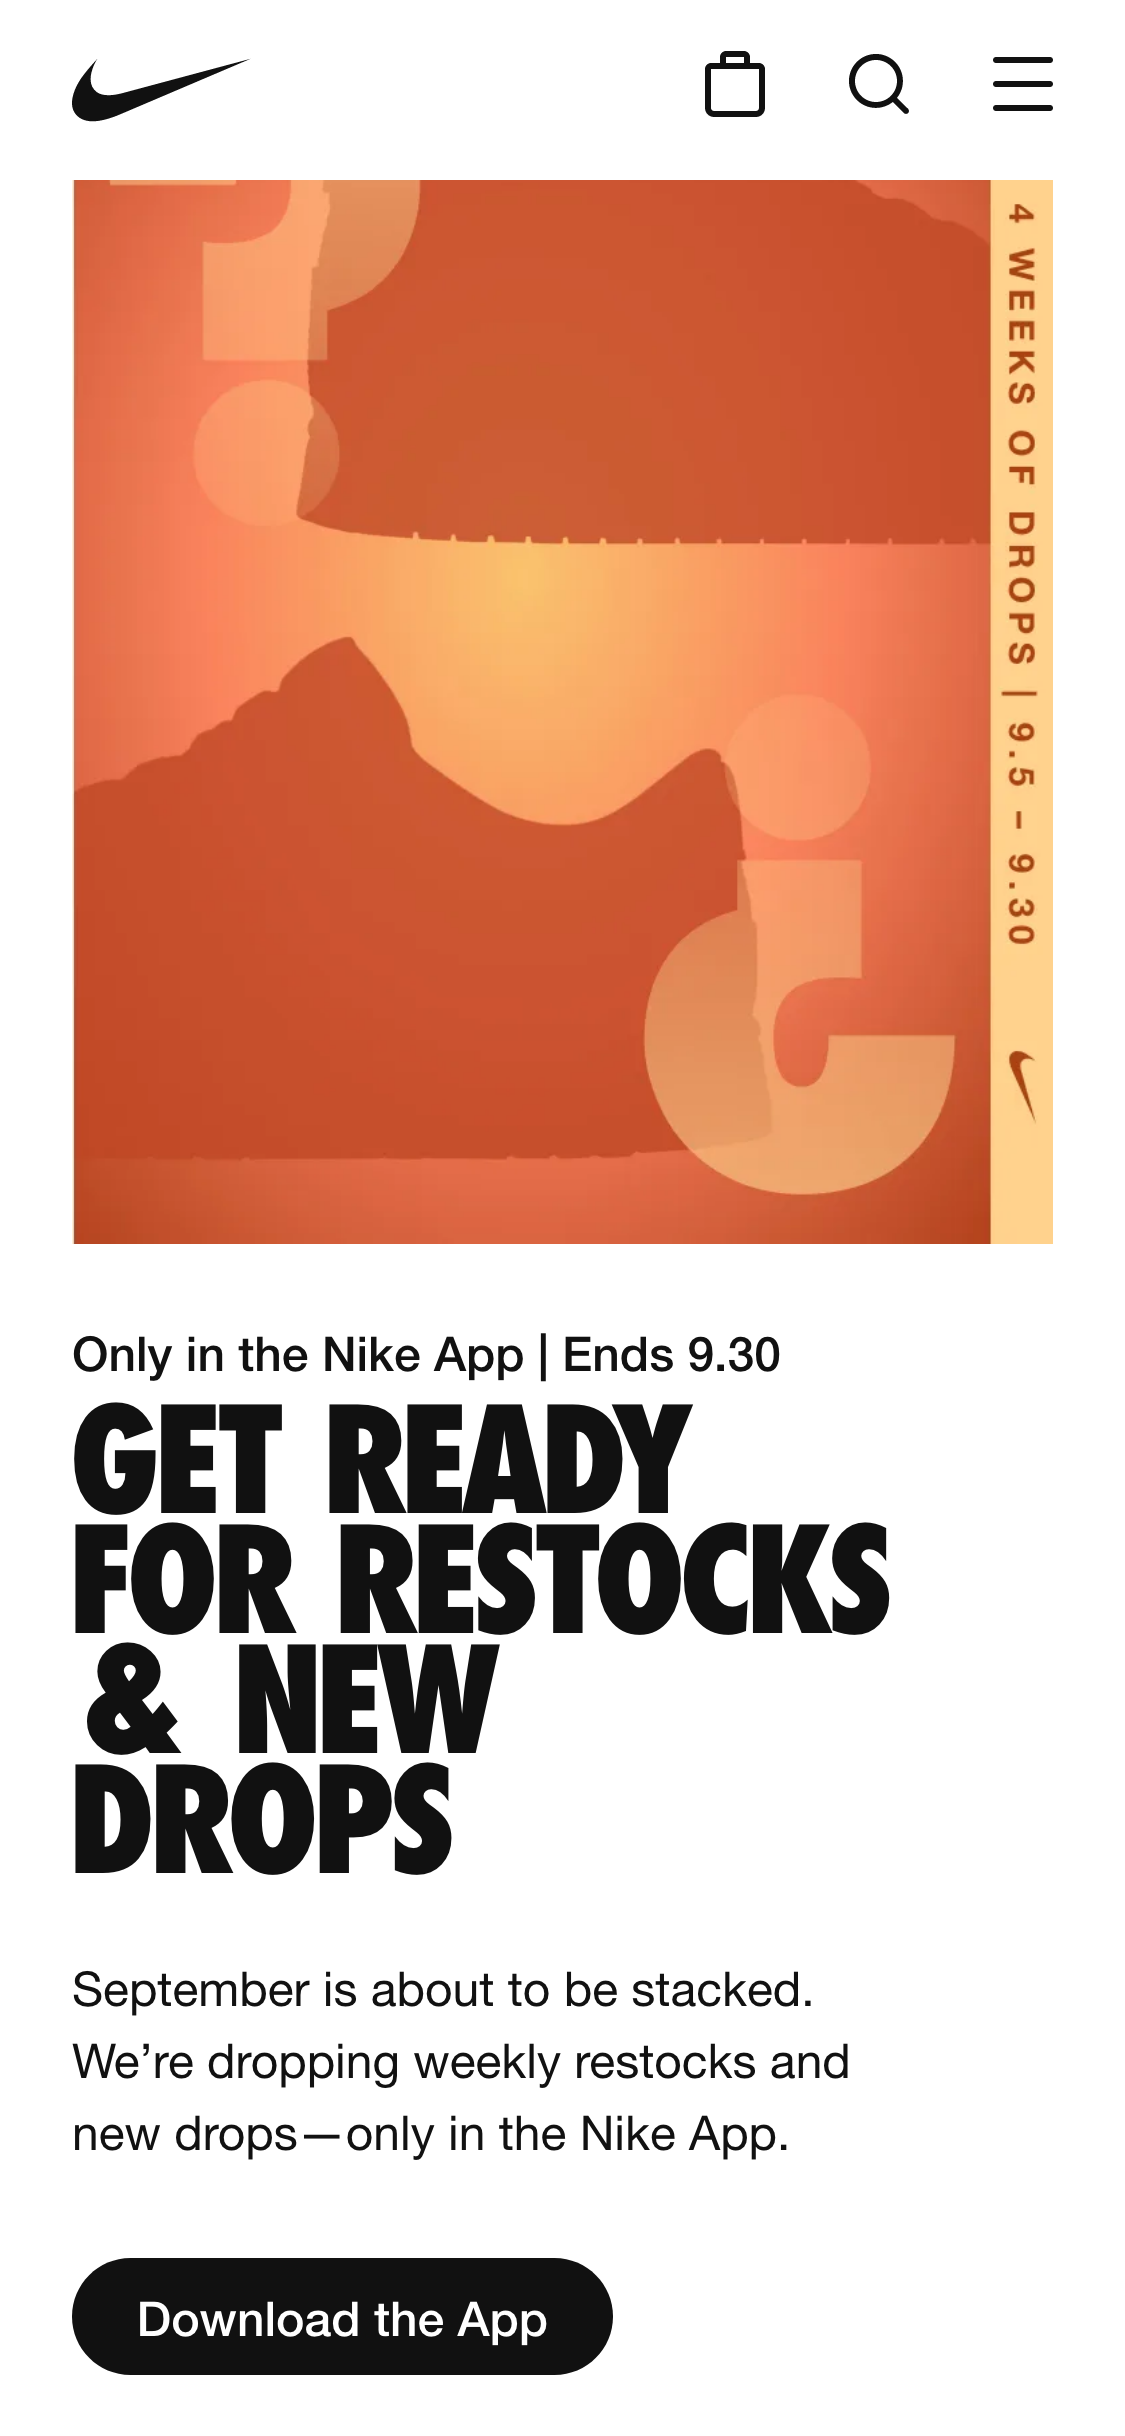 4 WEEKS OF DROPS | 9.5 – 9.30
Only in the Nike App | Ends 9.30
GET READY
FOR RESTOCKS
& NEW
DROPS
September is about to be stacked.
We’re dropping weekly restocks and
new drops—only in the Nike App.
Download the App